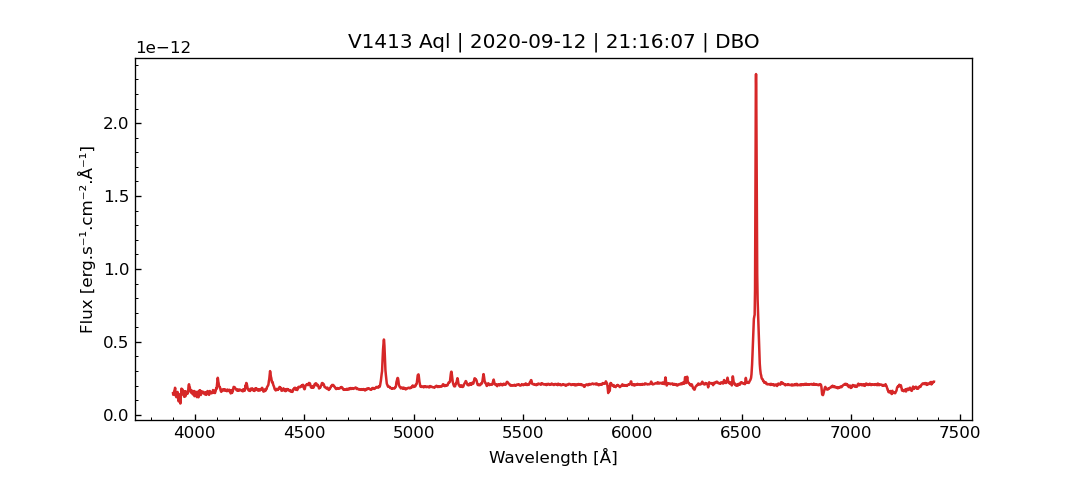 V1413 Aql | 2020-09-12 | 21:16:07 | DBO
1e−12
2.0
1.5
1.0
0.5
0.0
Flux [erg.s⁻¹.cm⁻².Å⁻¹]
4000 4500 5000 5500 6000 6500 7000 7500
Wavelength [Å]